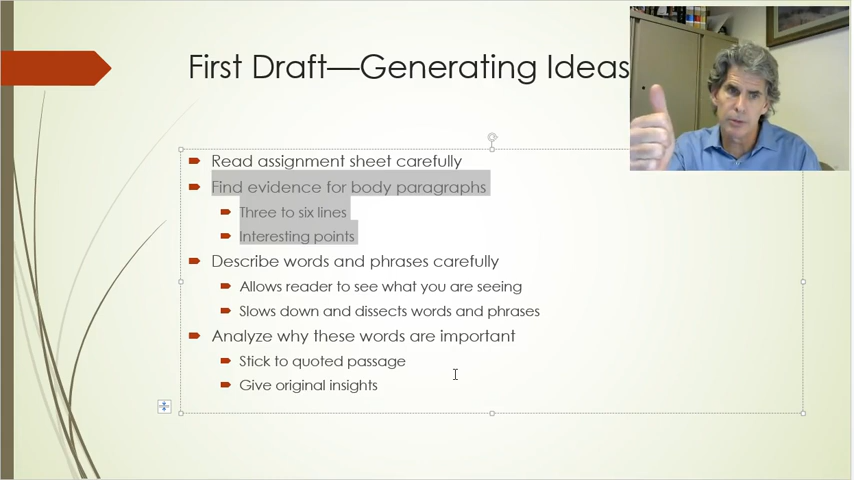 First Draft—Generating Ideas
Read assignment sheet carefully
Find evidence for body paragraphs
Three to six lines
Interesting points
Describe words and phrases carefully
Allows reader to see what you are seeing
Slows down and dissects words and phrases
Analyze why these words are important
Stick to quoted passage
Give original insights